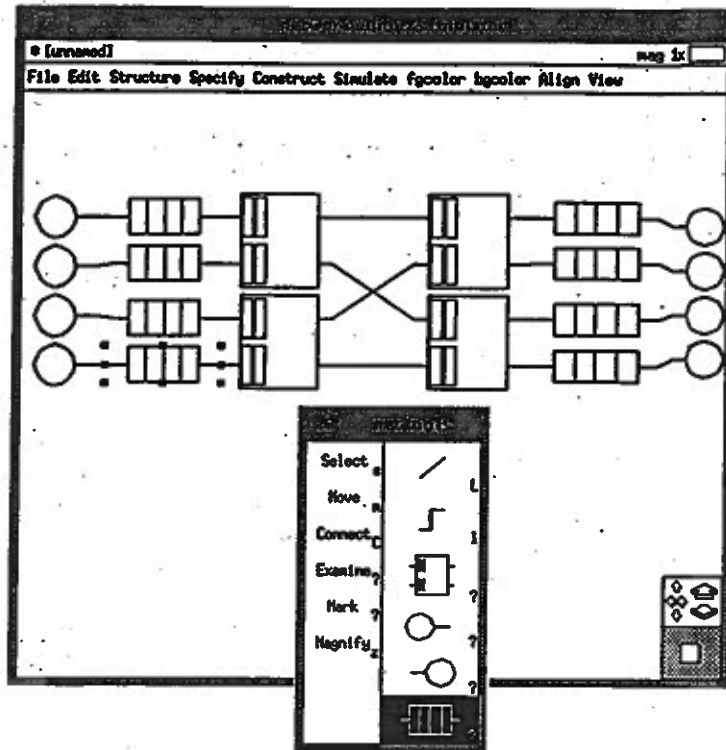 * [unnamed]
mag 1x
File Edit Structure Specify Construct Simulate fgcolor bgcolor Align View
Select s
Move m
Connect C
Examine ?
Mark ?
Magnify z
L
l
?
?
?
?